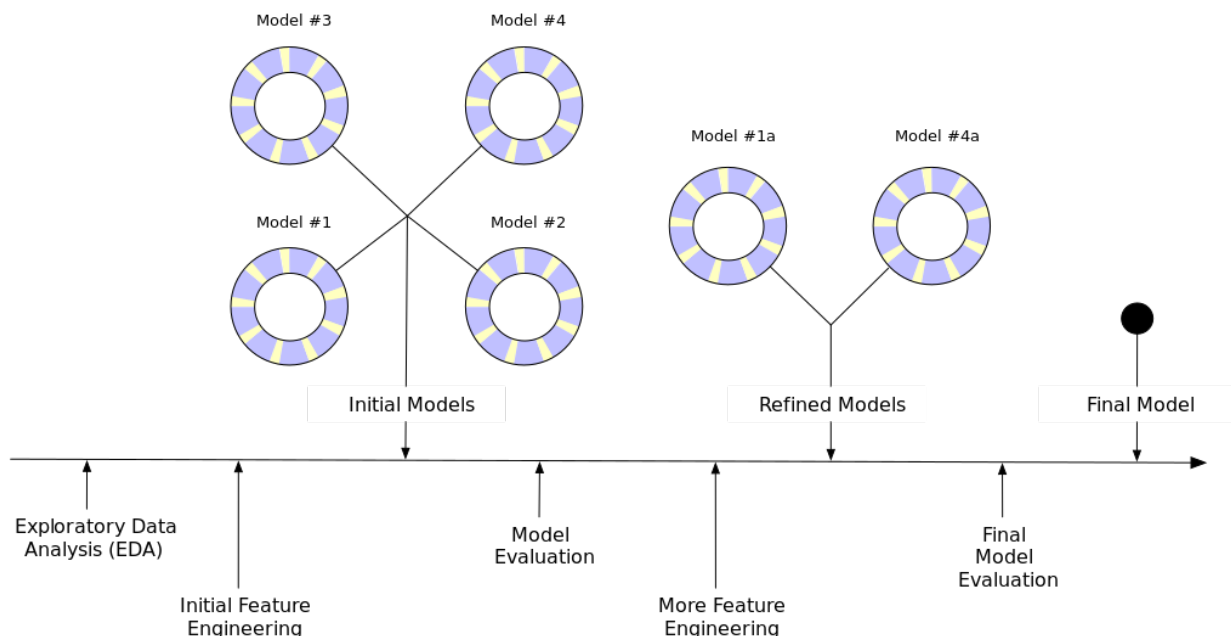 Model #3
Model #4
Model #1a
Model #4a
Model #1
Model #2
Initial Models
Refined Models
Final Model
Exploratory Data
Analysis (EDA)
Model
Evaluation
Final
Model
Evaluation
Initial Feature
Engineering
More Feature
Engineering